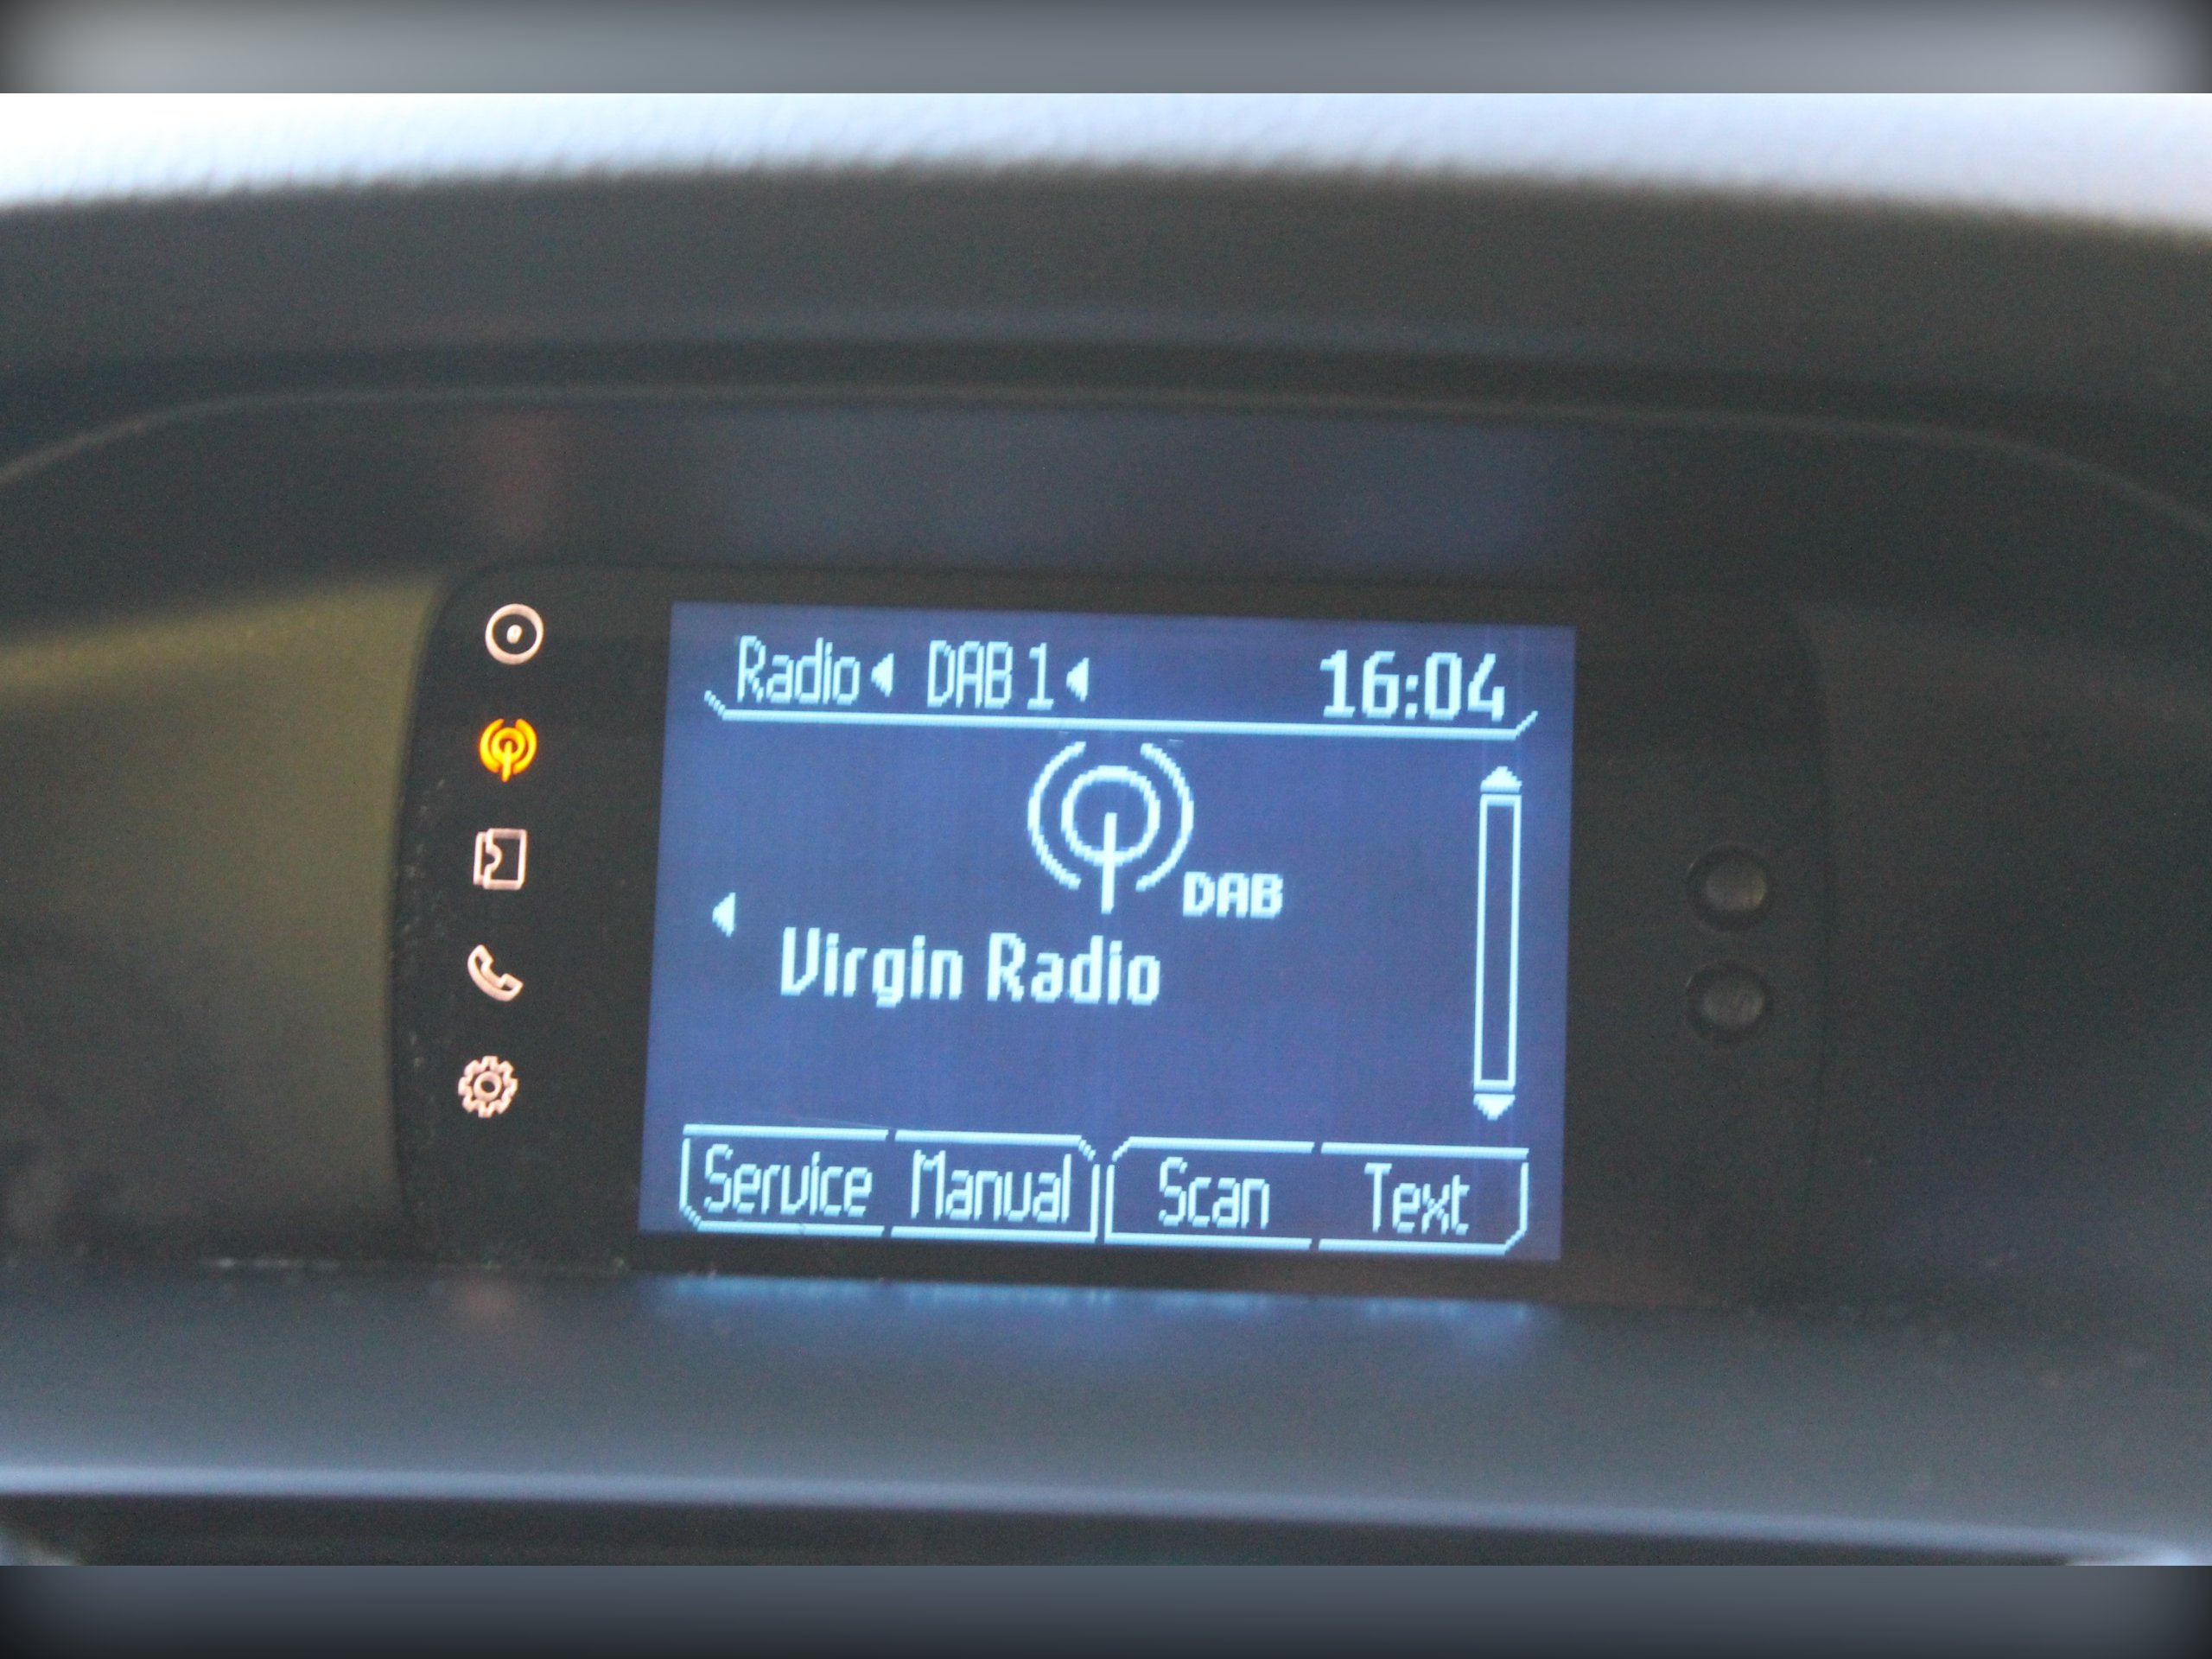 Radio DAB 1 16:04
DAB
Virgin Radio
Service Manual Scan Text